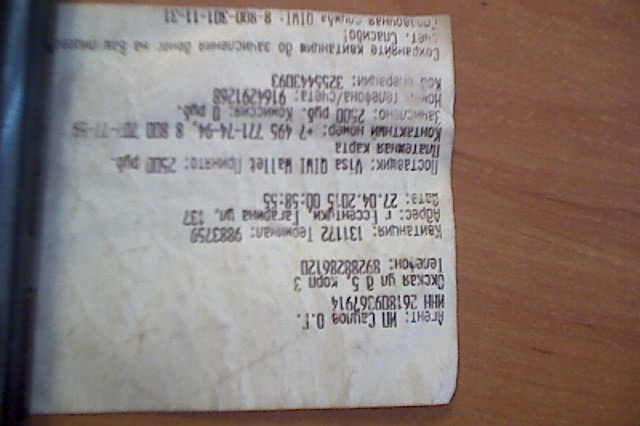 Агент: ИП Саулов О.Г.
ИНН 261809367914
Окская ул д 5, корп 3
Телефон: 89288286120
Квитанция: 131172 Терминал: 9883759
Адрес: г Ессентуки, Гагарина ул, 137
Дата: 27.04.2015 00:58:55
Поставщик: Visa QIWI Wallet Принято: 2500 руб.
Платежная карта
Контактный номер: +7 495 771-74-94, 8 800 707-77-59
Зачислено: 2500 руб. Комиссия: 0 руб.
Номер телефона/счета: 9164291268
Код операции: 3255443093
Сохраняйте квитанцию до зачисления денег на Ваш лицевой
счет. Спасибо!
Справочная служба QIWI: 8-800-301-11-31